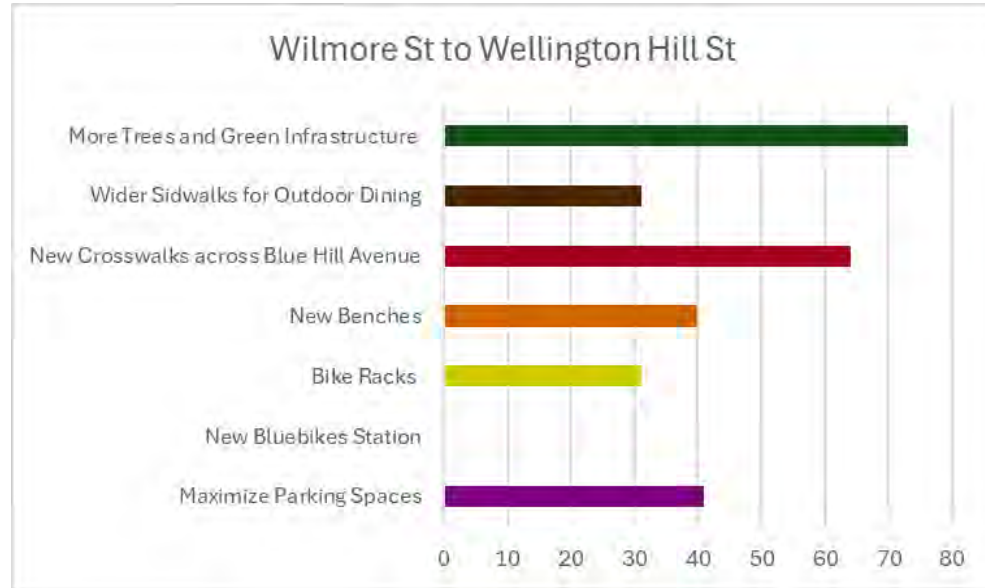 Wilmore St to Wellington Hill St
More Trees and Green Infrastructure
Wider Sidwalks for Outdoor Dining
New Crosswalks across Blue Hill Avenue
New Benches
Bike Racks
New Bluebikes Station
Maximize Parking Spaces
0 10 20 30 40 50 60 70 80